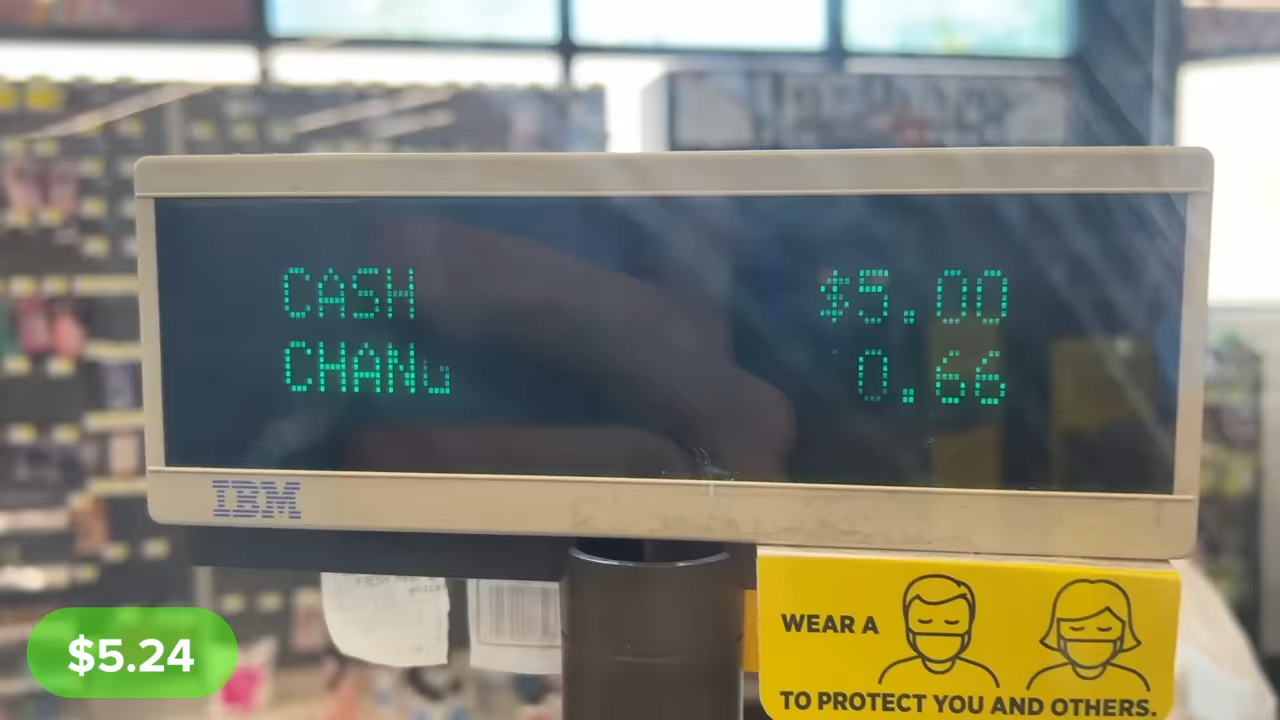 CASH $5.00
CHANG 0.66
IBM
WEAR A
TO PROTECT YOU AND OTHERS.
$5.24